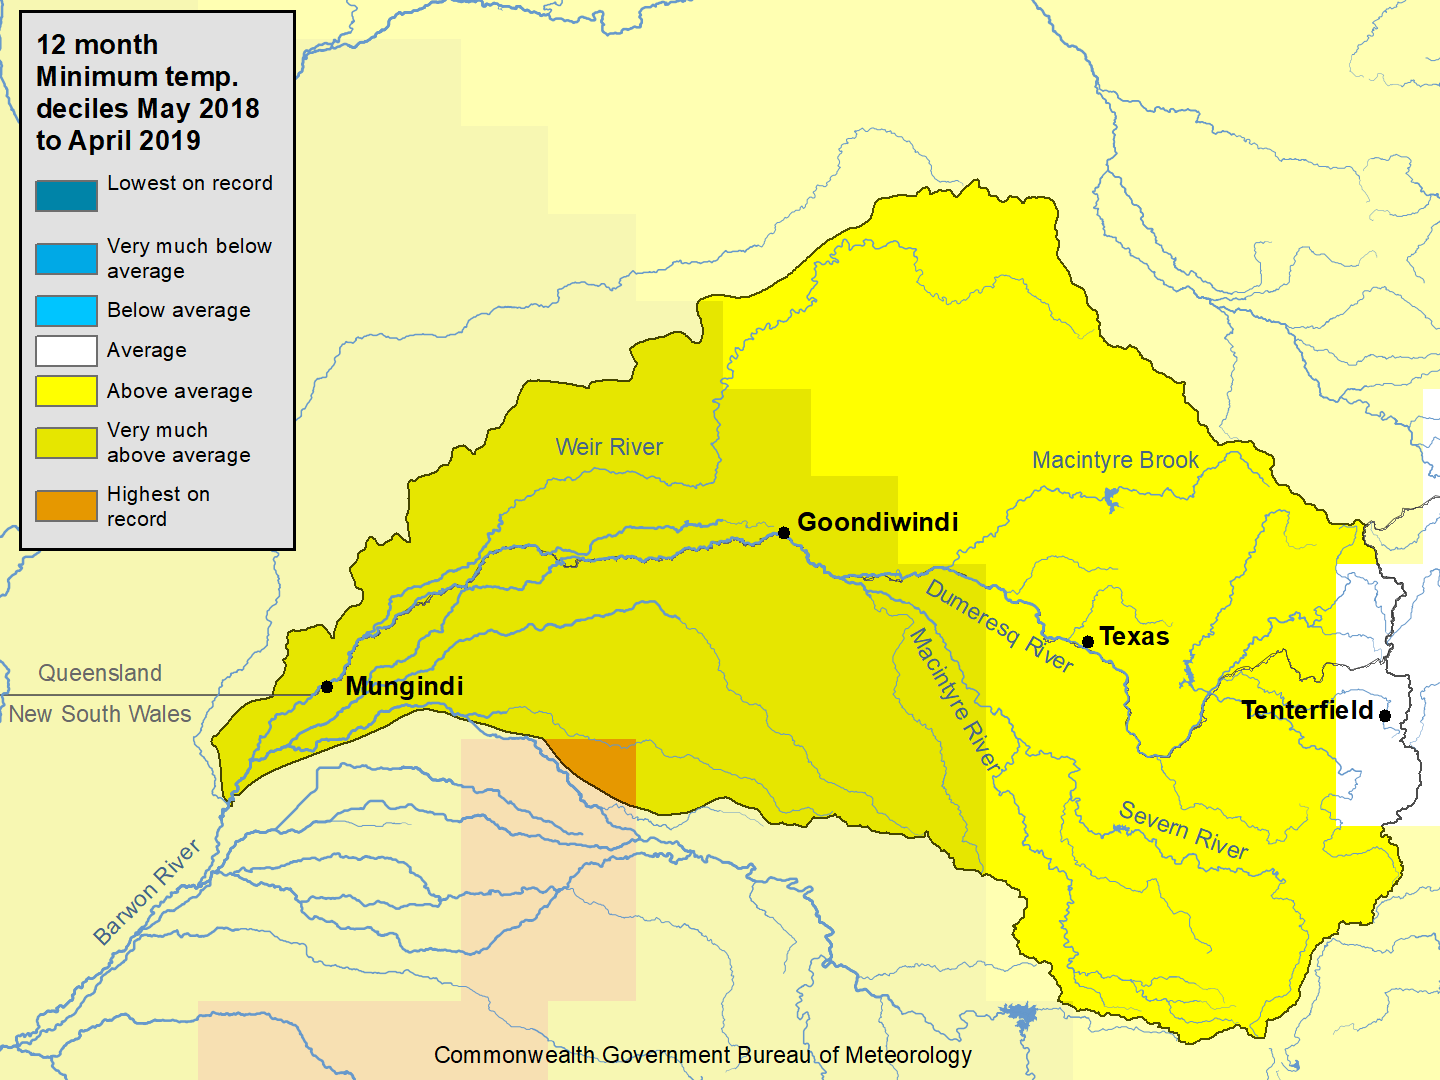 12 month
Minimum temp.
deciles May 2018
to April 2019
Lowest on record
Very much below
average
Below average
Average
Above average
Very much
above average
Highest on
record
Weir River
Macintyre Brook
Goondiwindi
Dumeresq River
Texas
Macintyre River
Queensland
Mungindi
New South Wales
Tenterfield
Severn River
Barwon River
Commonwealth Government Bureau of Meteorology